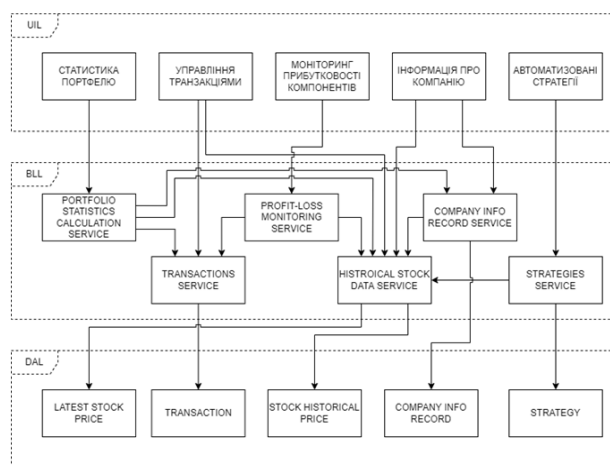 UIL
СТАТИСТИКА
ПОРТФЕЛЮ
УПРАВЛІННЯ
ТРАНЗАКЦІЯМИ
МОНІТОРИНГ
ПРИБУТКОВОСТІ
КОМПОНЕНТІВ
ІНФОРМАЦІЯ ПРО
КОМПАНІЮ
АВТОМАТИЗОВАНІ
СТРАТЕГІЇ
BLL
PORTFOLIO
STATISTICS
CALCULATION
SERVICE
PROFIT-LOSS
MONITORING
SERVICE
COMPANY INFO
RECORD SERVICE
TRANSACTIONS
SERVICE
HISTROICAL STOCK
DATA SERVICE
STRATEGIES
SERVICE
DAL
LATEST STOCK
PRICE
TRANSACTION
STOCK HISTORICAL
PRICE
COMPANY INFO
RECORD
STRATEGY